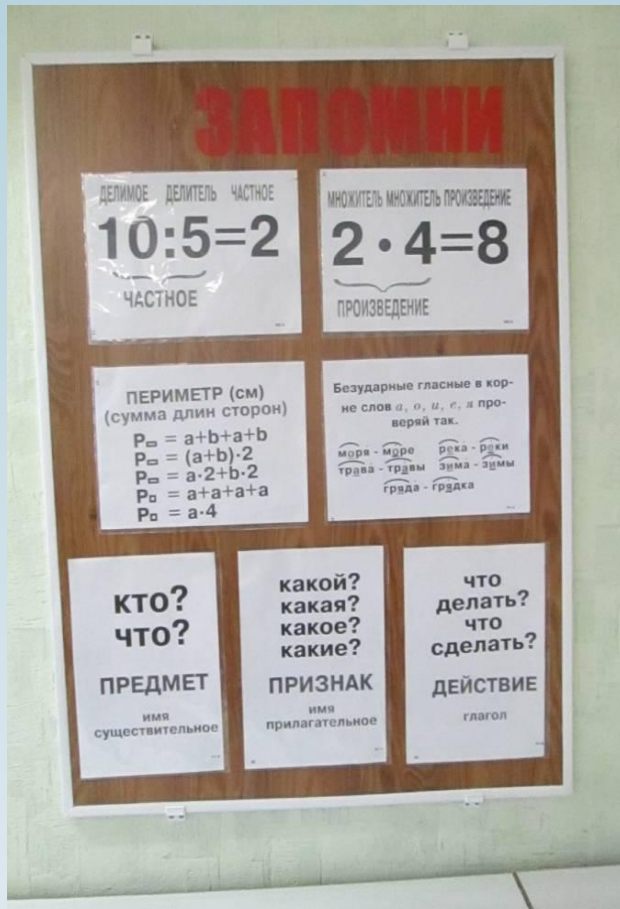 ЗАПОМНИ
ДЕЛИМОЕ ДЕЛИТЕЛЬ ЧАСТНОЕ
10:5=2
ЧАСТНОЕ
МНОЖИТЕЛЬ МНОЖИТЕЛЬ ПРОИЗВЕДЕНИЕ
2·4=8
ПРОИЗВЕДЕНИЕ
ПЕРИМЕТР (см)
(сумма длин сторон)
P▭ = a+b+a+b
P▭ = (a+b)·2
P▭ = a·2+b·2
P□ = a+a+a+a
P□ = a·4
Безударные гласные в кор-
не слов а, о, и, е, я про-
веряй так.
моря - море река - реки
трава - травы зима - зимы
гряда - грядка
кто?
что?
ПРЕДМЕТ
имя
существительное
какой?
какая?
какое?
какие?
ПРИЗНАК
имя
прилагательное
что
делать?
что
сделать?
ДЕЙСТВИЕ
глагол